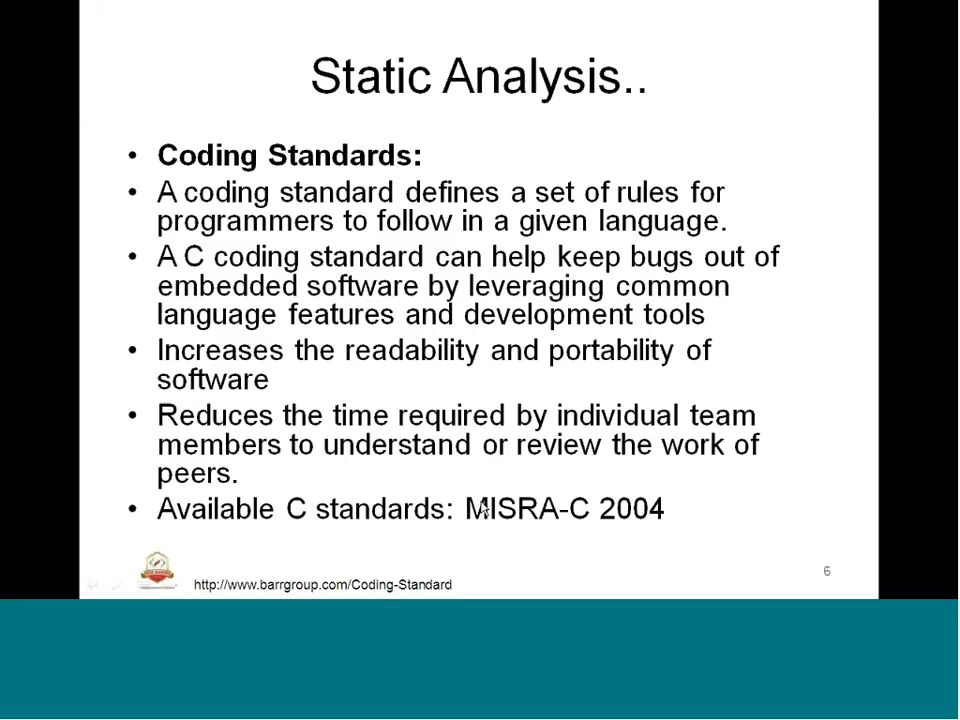 Static Analysis..
• Coding Standards:
• A coding standard defines a set of rules for
programmers to follow in a given language.
• A C coding standard can help keep bugs out of
embedded software by leveraging common
language features and development tools
• Increases the readability and portability of
software
• Reduces the time required by individual team
members to understand or review the work of
peers.
• Available C standards: MISRA-C 2004
http://www.barrgroup.com/Coding-Standard
6